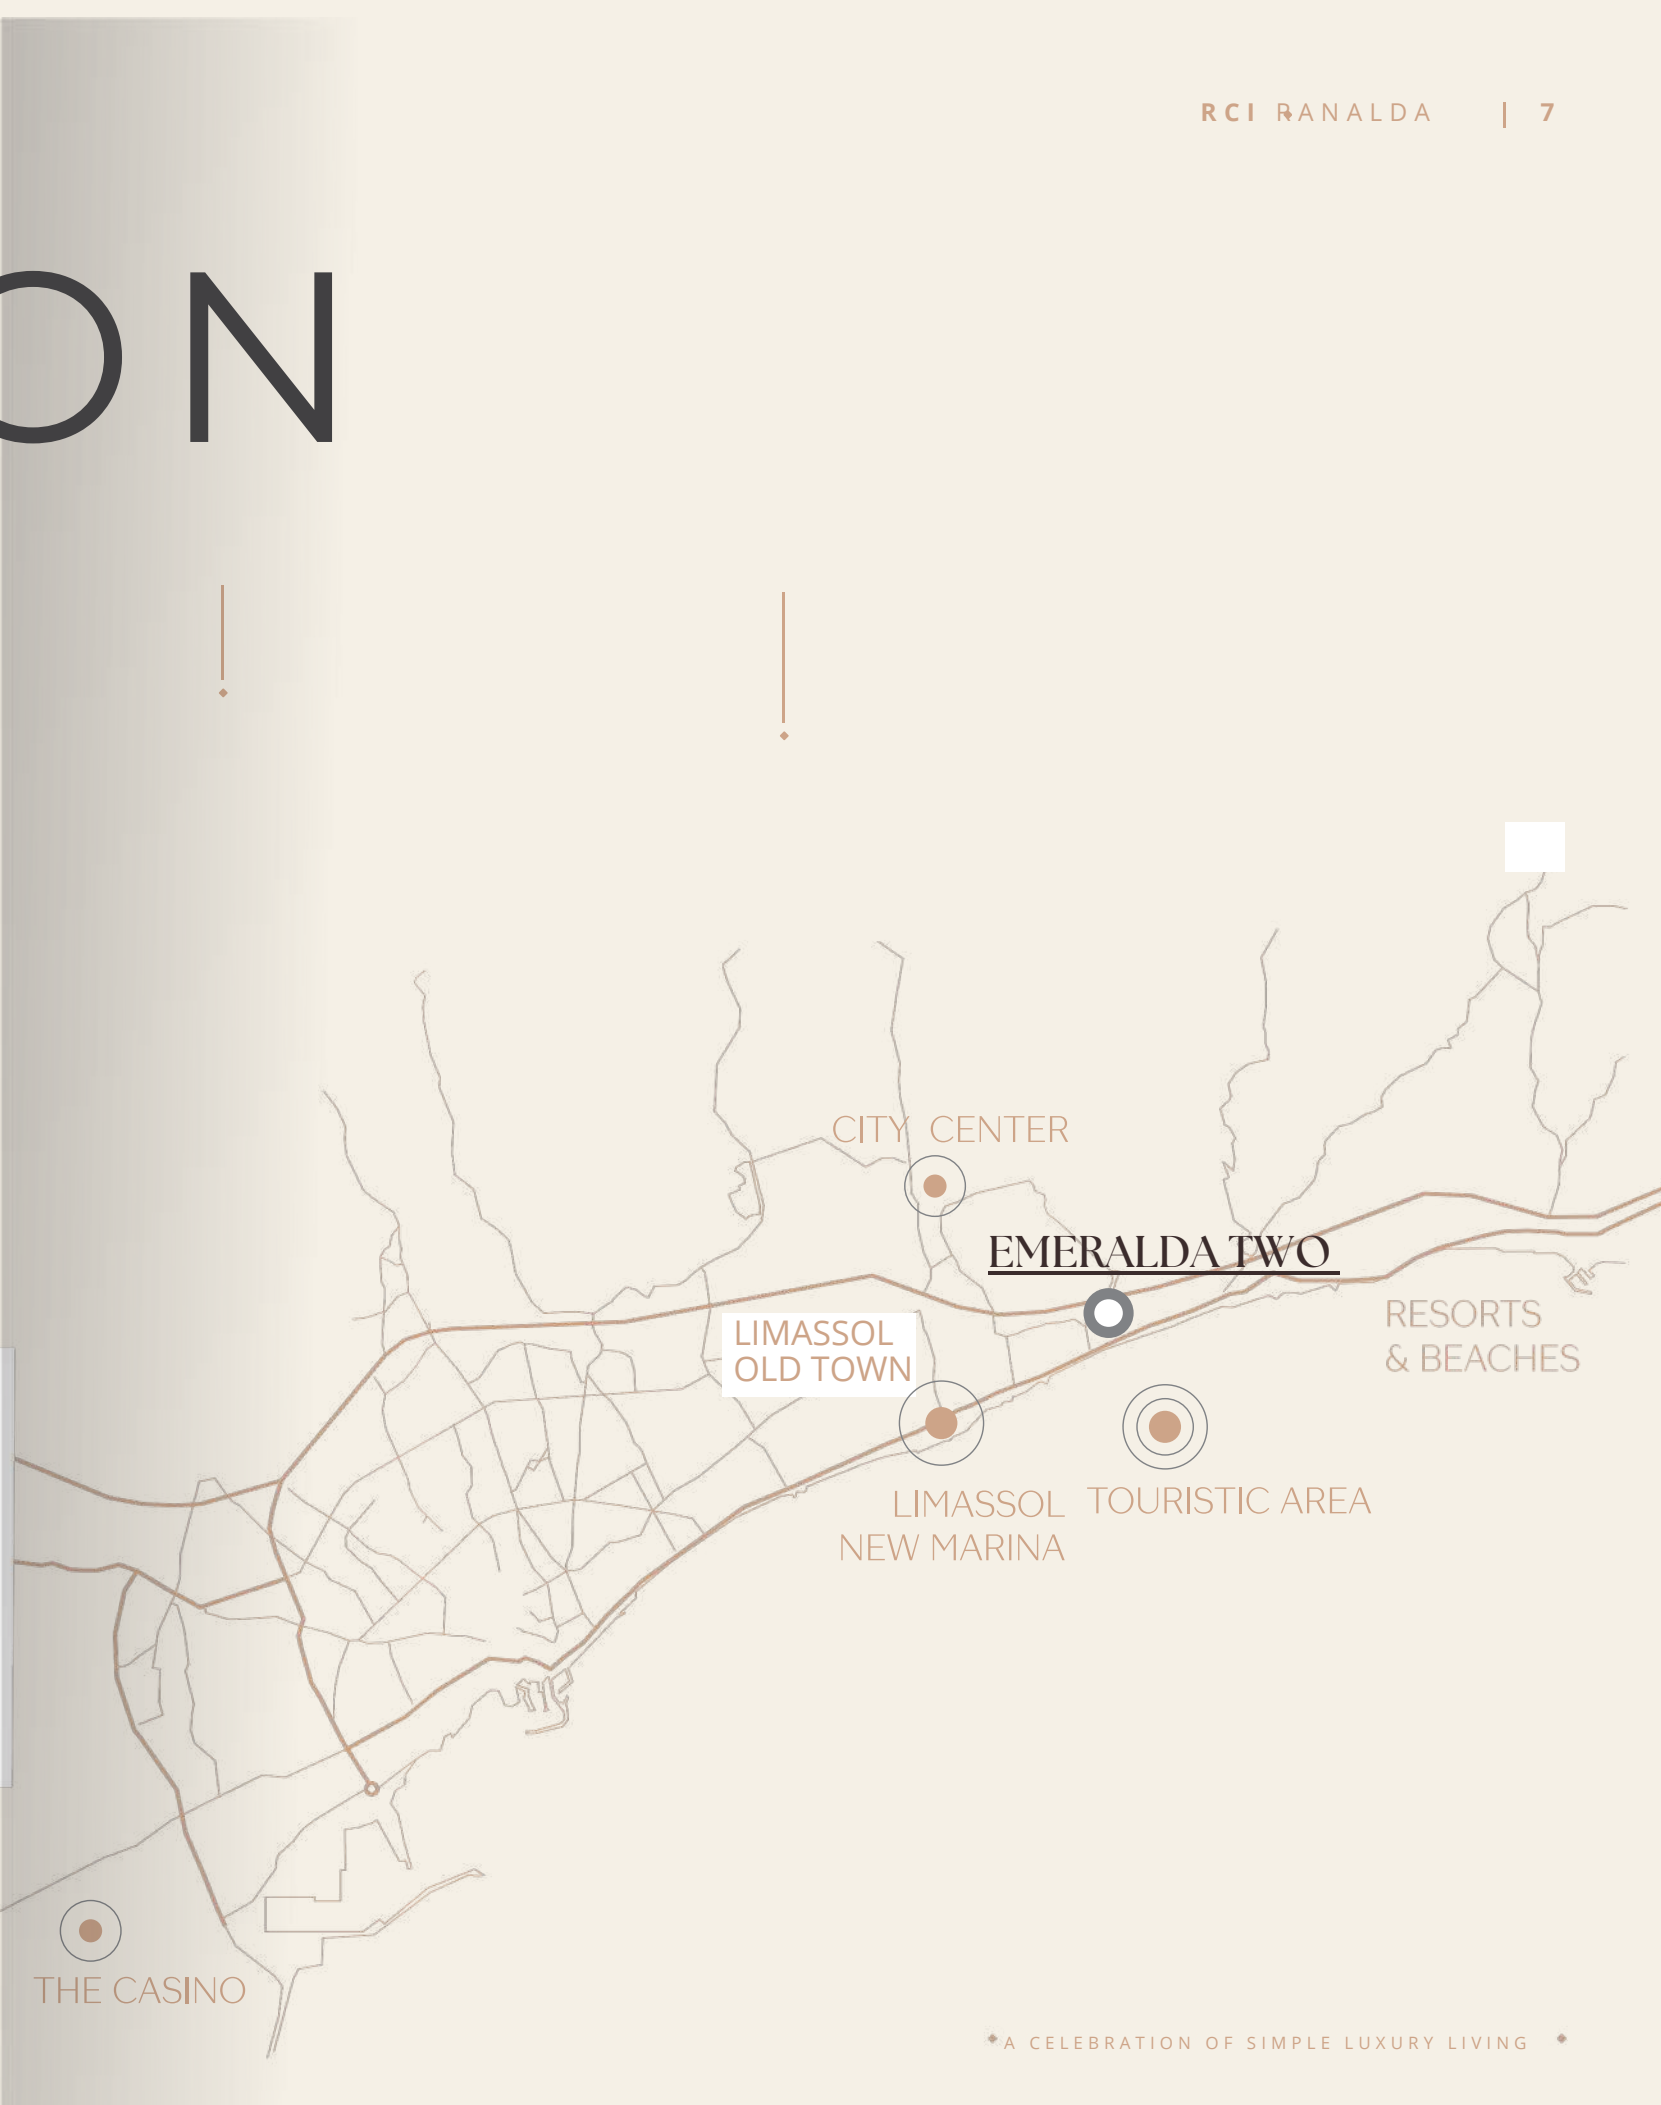 RCI RANALDA | 7
ON
CITY CENTER
EMERALDA TWO
RESORTS
& BEACHES
LIMASSOL
OLD TOWN
LIMASSOL
NEW MARINA
TOURISTIC AREA
THE CASINO
A CELEBRATION OF SIMPLE LUXURY LIVING